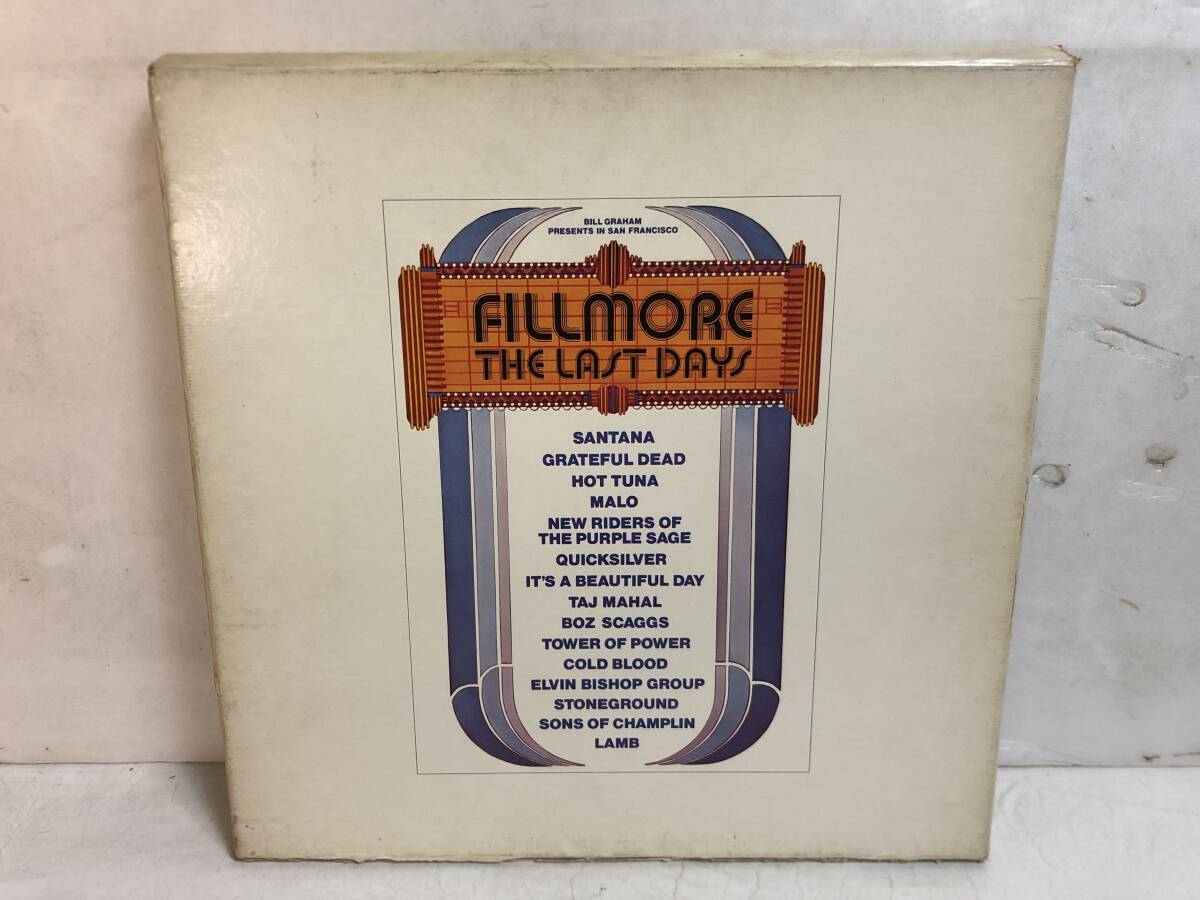 BILL GRAHAM
PRESENTS IN SAN FRANCISCO
FILLMORE
THE LAST DAYS
SANTANA
GRATEFUL DEAD
HOT TUNA
MALO
NEW RIDERS OF
THE PURPLE SAGE
QUICKSILVER
IT'S A BEAUTIFUL DAY
TAJ MAHAL
BOZ SCAGGS
TOWER OF POWER
COLD BLOOD
ELVIN BISHOP GROUP
STONEGROUND
SONS OF CHAMPLIN
LAMB